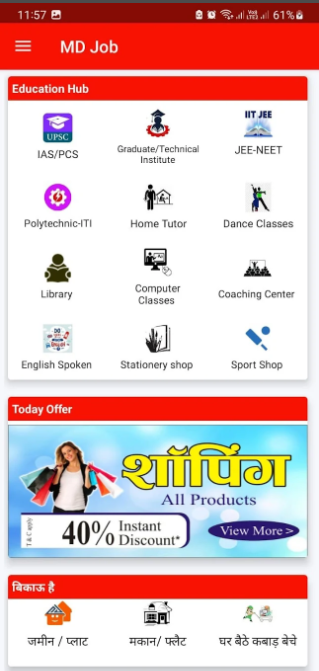 11:57
61%
MD Job
Education Hub
UPSC
IIT JEE
IAS/PCS
Graduate/Technical
Institute
JEE-NEET
Polytechnic-ITI
Home Tutor
Dance Classes
Library
Computer
Classes
Coaching Center
English Spoken
Stationery shop
Sport Shop
Today Offer
शॉपिंग
All Products
T & C apply
40% Instant
Discount*
View More >
बिकाऊ है
जमीन / प्लाट
मकान/ फ्लैट
घर बैठे कबाड़ बेचे